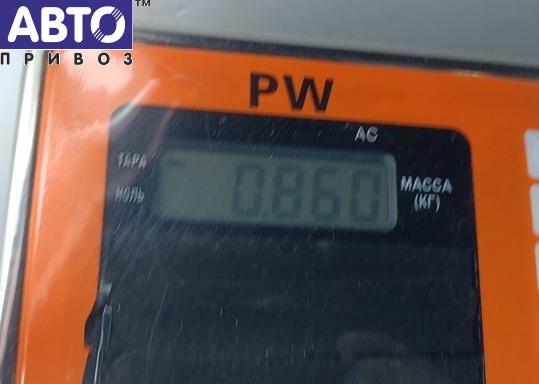 АВТО™
ПРИВОЗ
PW
AC
ТАРА
НОЛЬ
0.860
МАССА
(КГ)